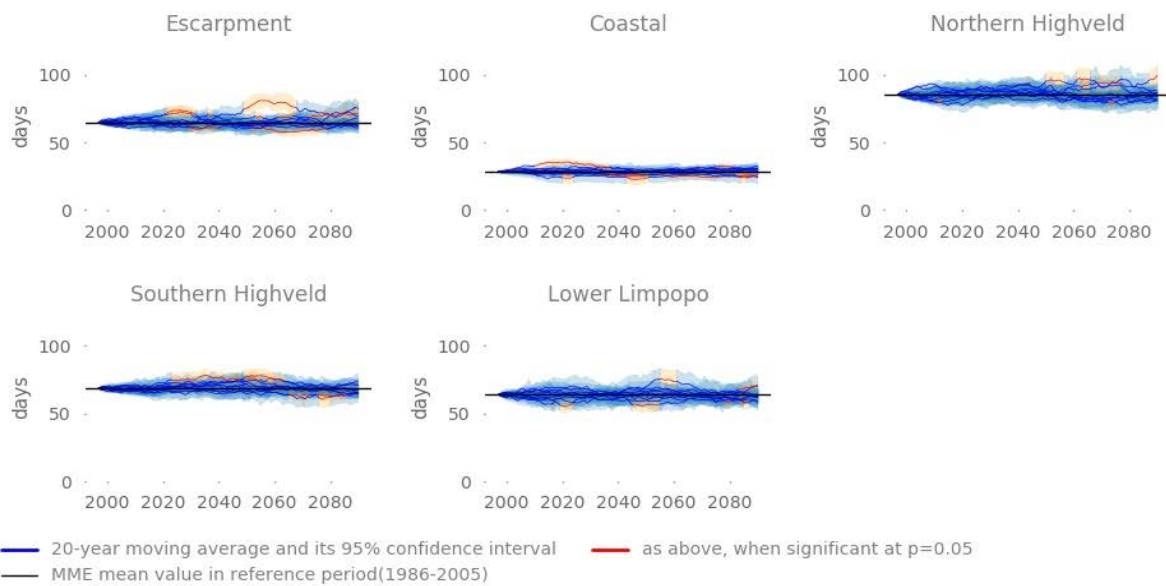 Escarpment
Coastal
Northern Highveld
100
50
0
days
2000 2020 2040 2060 2080
100
50
0
days
2000 2020 2040 2060 2080
100
50
0
days
2000 2020 2040 2060 2080
Southern Highveld
Lower Limpopo
100
50
0
days
2000 2020 2040 2060 2080
100
50
0
days
2000 2020 2040 2060 2080
20-year moving average and its 95% confidence interval
as above, when significant at p=0.05
MME mean value in reference period(1986-2005)